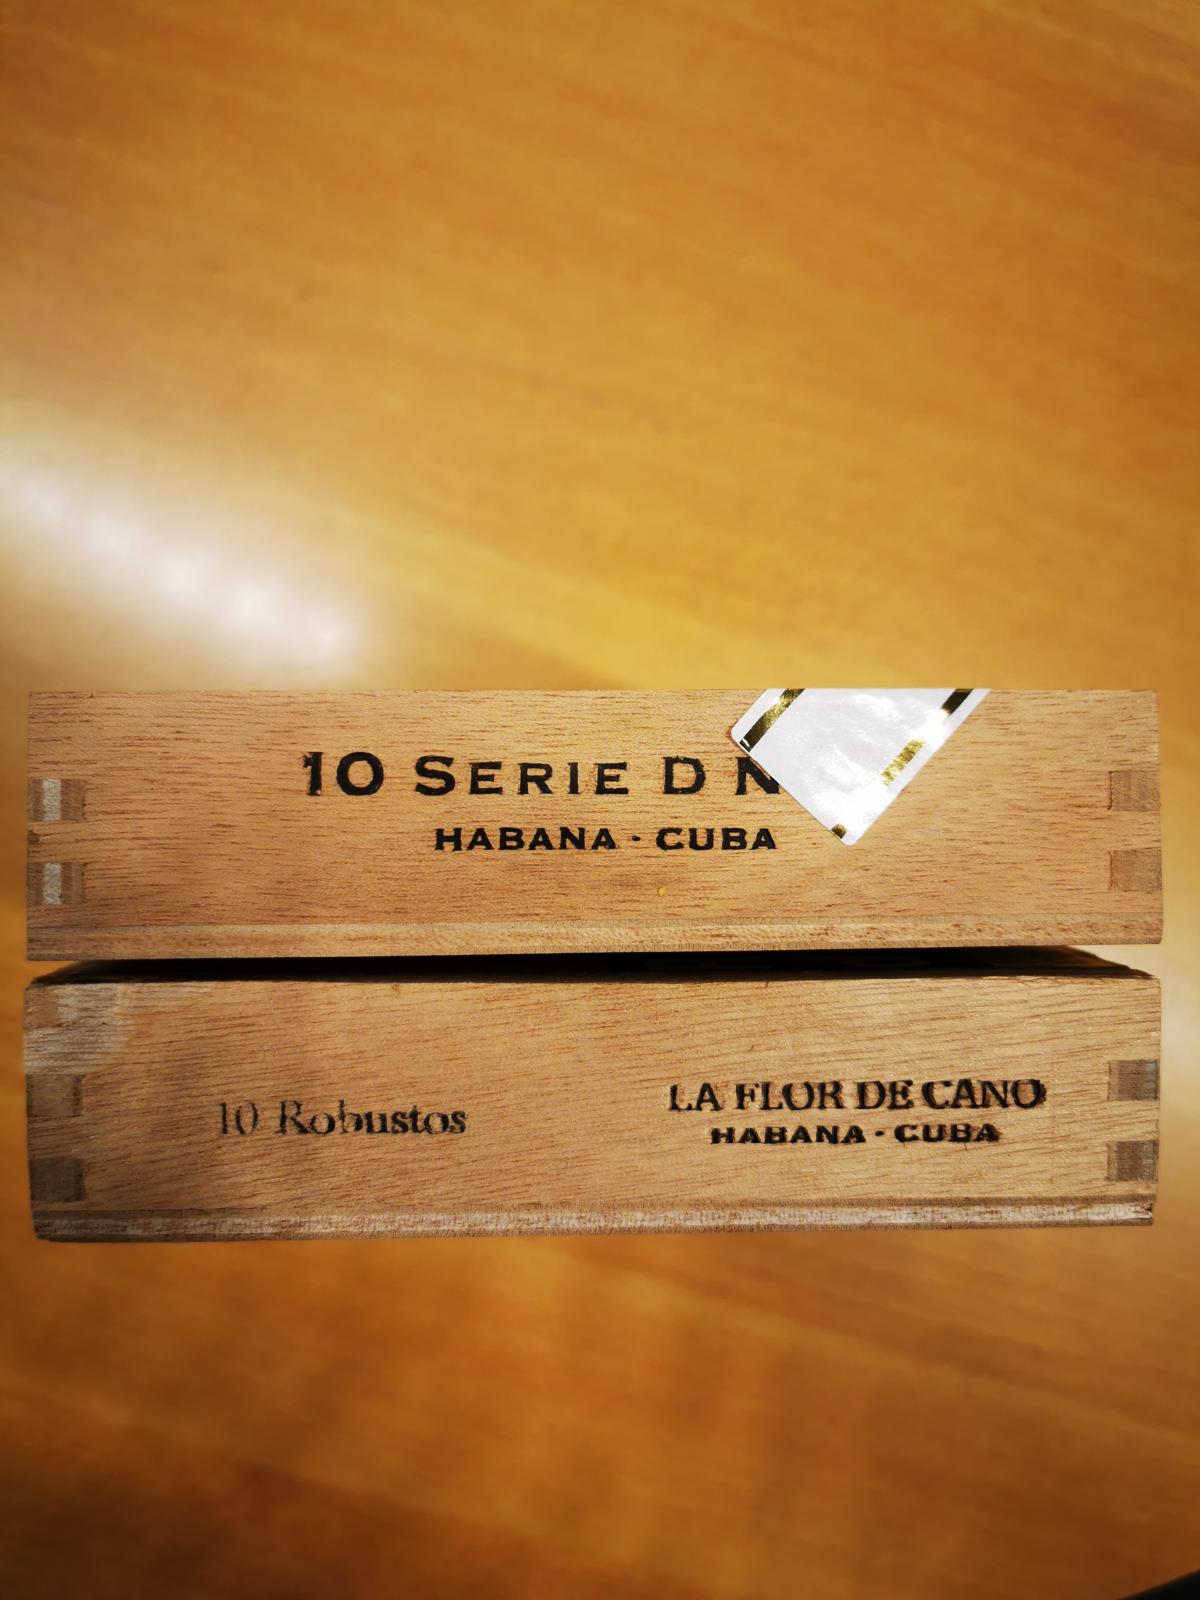 10 SERIE D N
HABANA · CUBA
10 Robustos
LA FLOR DE CANO
HABANA · CUBA